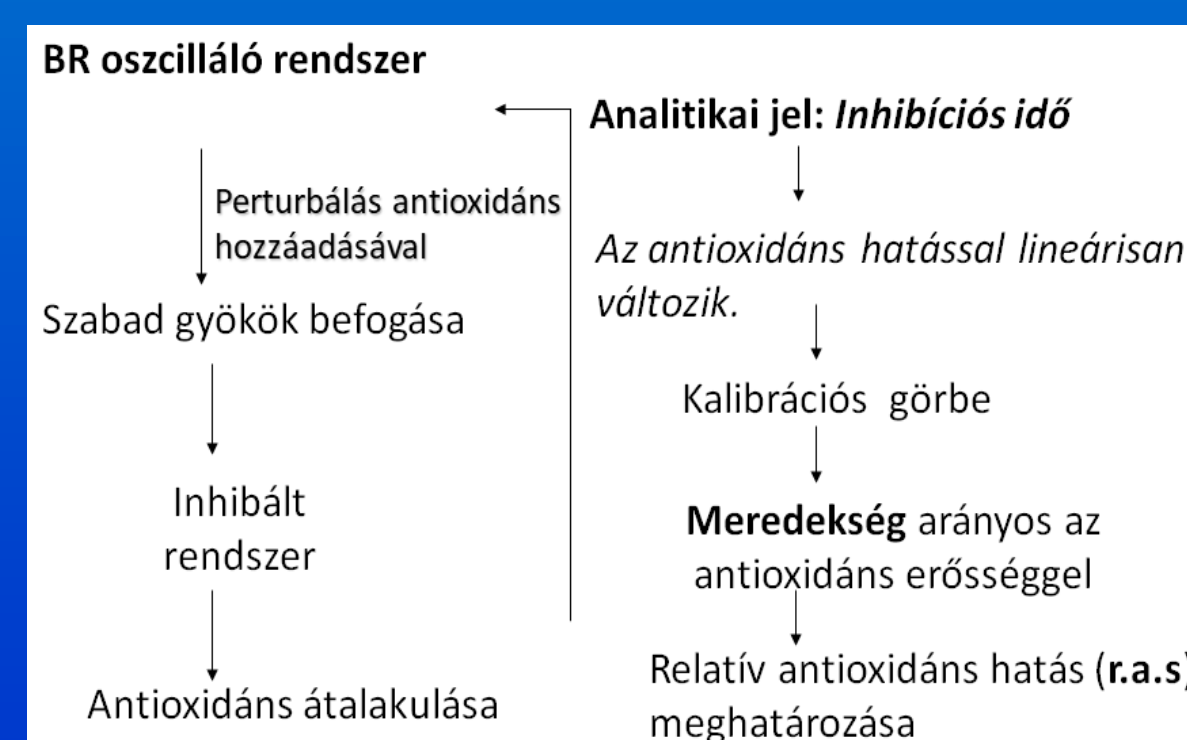 BR oszcilláló rendszer
Perturbálás antioxidáns
hozzáadásával
Szabad gyökök befogása
Inhibált
rendszer
Antioxidáns átalakulása
Analitikai jel: Inhibíciós idő
Az antioxidáns hatással lineárisan
változik.
Kalibrációs görbe
Meredekség arányos az
antioxidáns erősséggel
Relatív antioxidáns hatás (r.a.s)
meghatározása